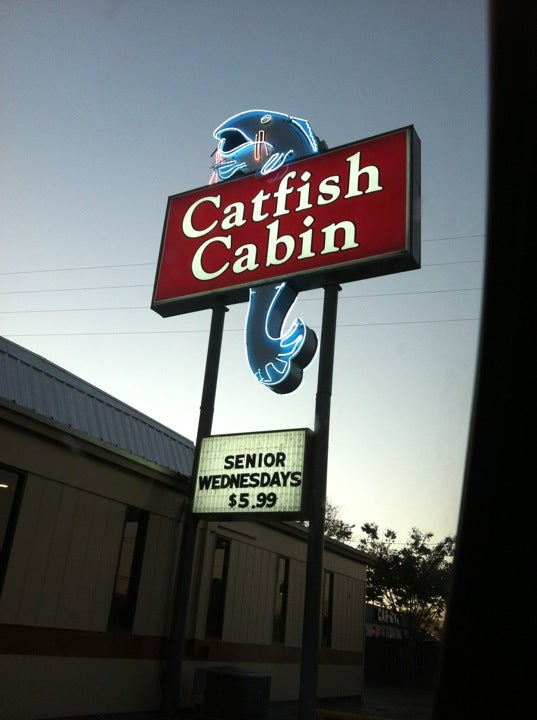 Catfish
Cabin
SENIOR
WEDNESDAYS
$5.99